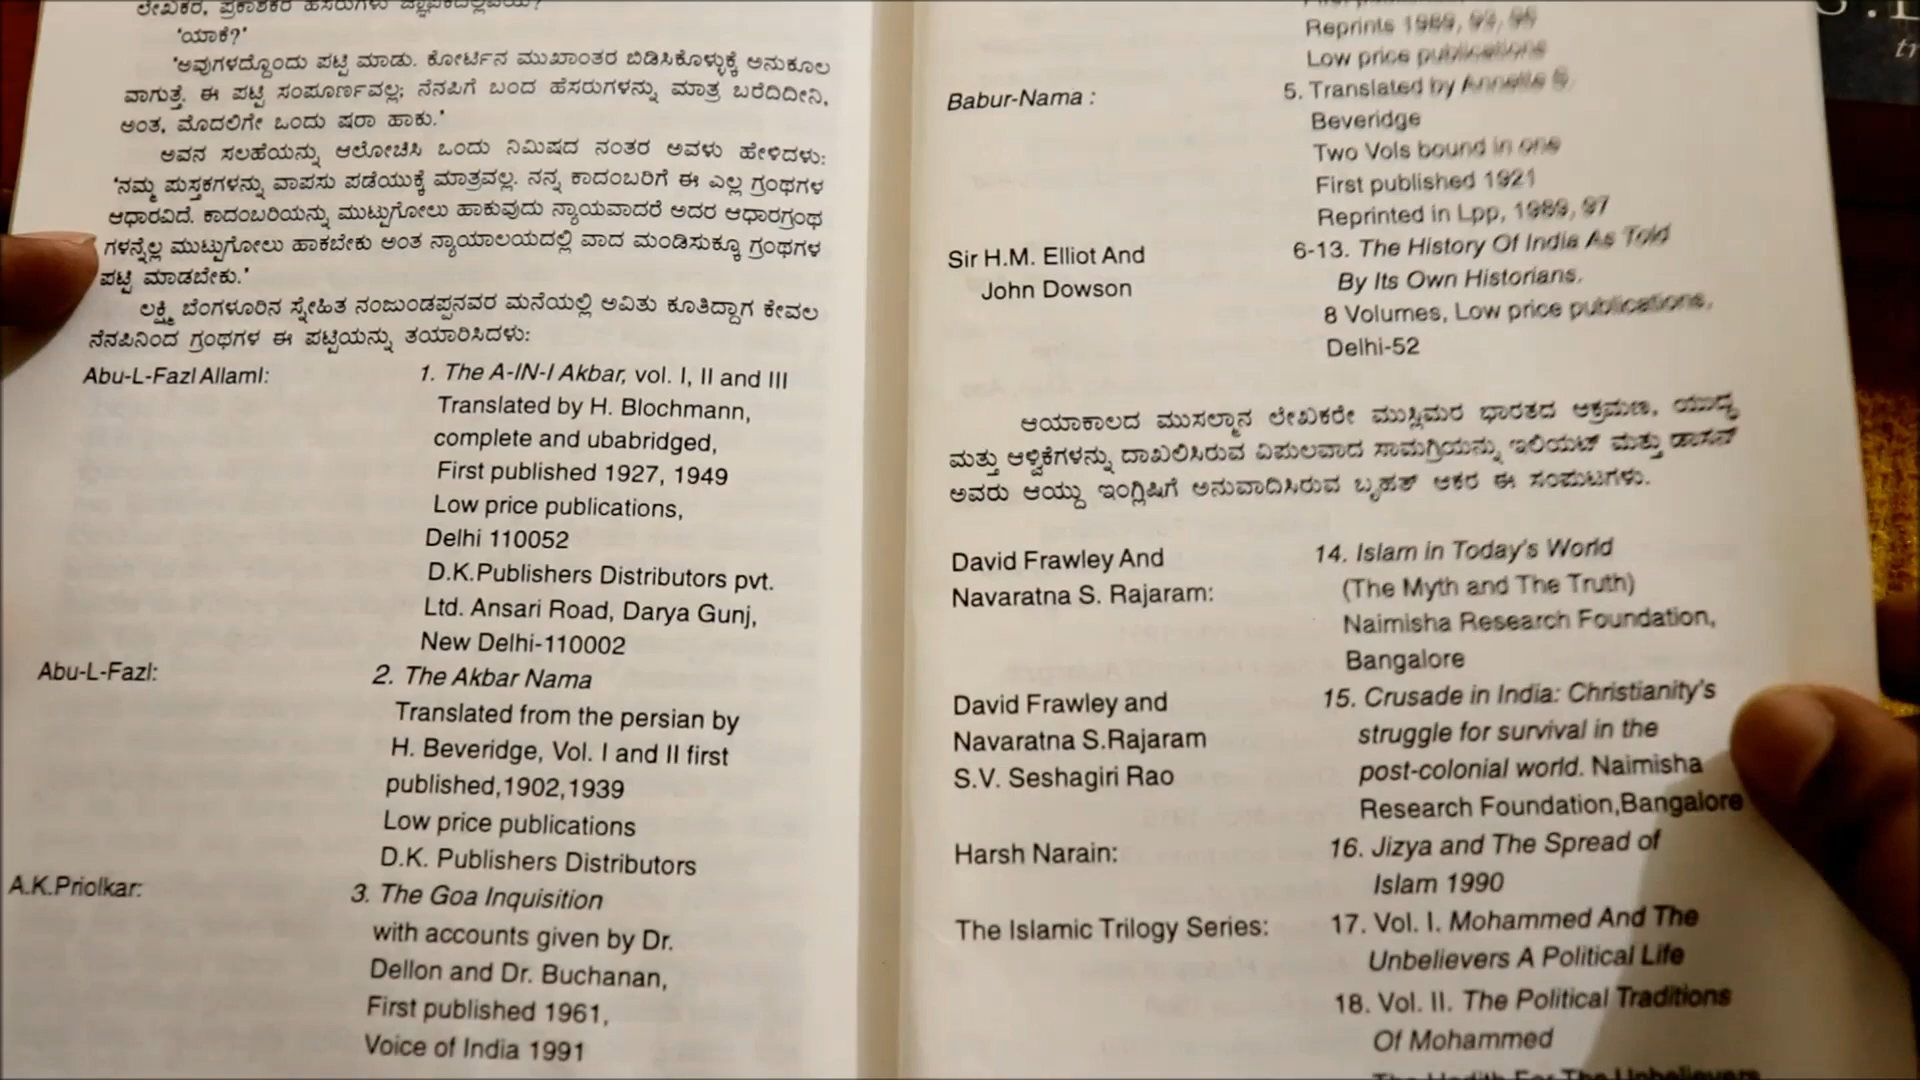 ಲೇಖಕರ, ಪ್ರಕಾಶಕರ ಹೆಸರುಗಳು
'ಯಾಕೆ?'
'ಅವುಗಳದ್ದೊಂದು ಪಟ್ಟಿ ಮಾಡು. ಕೋರ್ಟಿನ ಮುಖಾಂತರ ಬಿಡಿಸಿಕೊಳ್ಳುಕ್ಕೆ ಅನುಕೂಲ
ವಾಗುತ್ತೆ. ಈ ಪಟ್ಟಿ ಸಂಪೂರ್ಣವಲ್ಲ; ನೆನಪಿಗೆ ಬಂದ ಹೆಸರುಗಳನ್ನು ಮಾತ್ರ ಬರೆದಿದೀನಿ,
ಅಂತ, ಮೊದಲಿಗೇ ಒಂದು ಷರಾ ಹಾಕು.'
ಅವನ ಸಲಹೆಯನ್ನು ಆಲೋಚಿಸಿ ಒಂದು ನಿಮಿಷದ ನಂತರ ಅವಳು ಹೇಳಿದಳು:
'ನಮ್ಮ ಪುಸ್ತಕಗಳನ್ನು ವಾಪಸು ಪಡೆಯುಕ್ಕೆ ಮಾತ್ರವಲ್ಲ. ನನ್ನ ಕಾದಂಬರಿಗೆ ಈ ಎಲ್ಲ ಗ್ರಂಥಗಳ
ಆಧಾರವಿದೆ. ಕಾದಂಬರಿಯನ್ನು ಮುಟ್ಟುಗೋಲು ಹಾಕುವುದು ನ್ಯಾಯವಾದರೆ ಅದರ ಆಧಾರಗ್ರಂಥ
ಗಳನ್ನೆಲ್ಲ ಮುಟ್ಟುಗೋಲು ಹಾಕಬೇಕು ಅಂತ ನ್ಯಾಯಾಲಯದಲ್ಲಿ ವಾದ ಮಂಡಿಸುಕ್ಕೂ ಗ್ರಂಥಗಳ
ಪಟ್ಟಿ ಮಾಡಬೇಕು.'
ಲಕ್ಷ್ಮಿ ಬೆಂಗಳೂರಿನ ಸ್ನೇಹಿತ ನಂಜುಂಡಪ್ಪನವರ ಮನೆಯಲ್ಲಿ ಅವಿತು ಕೂತಿದ್ದಾಗ ಕೇವಲ
ನೆನಪಿನಿಂದ ಗ್ರಂಥಗಳ ಈ ಪಟ್ಟಿಯನ್ನು ತಯಾರಿಸಿದಳು:
Abu-L-Fazl Allaml: 1. The A-IN-I Akbar, vol. I, II and III
Translated by H. Blochmann,
complete and ubabridged,
First published 1927, 1949
Low price publications,
Delhi 110052
D.K.Publishers Distributors pvt.
Ltd. Ansari Road, Darya Gunj,
New Delhi-110002
Abu-L-Fazl: 2. The Akbar Nama
Translated from the persian by
H. Beveridge, Vol. I and II first
published,1902,1939
Low price publications
D.K. Publishers Distributors
A.K.Priolkar: 3. The Goa Inquisition
with accounts given by Dr.
Dellon and Dr. Buchanan,
First published 1961,
Voice of India 1991
Reprints 1989, 93, 95
Low price publications
Babur-Nama : 5. Translated by Annette S
Beveridge
Two Vols bound in one
First published 1921
Reprinted in Lpp, 1989, 97
Sir H.M. Elliot And 6-13. The History Of India As Told
John Dowson By Its Own Historians.
8 Volumes, Low price publications,
Delhi-52
ಆಯಾಕಾಲದ ಮುಸಲ್ಮಾನ ಲೇಖಕರೇ ಮುಸ್ಲಿಮರ ಭಾರತದ ಆಕ್ರಮಣ, ಯುದ್ಧ
ಮತ್ತು ಆಳ್ವಿಕೆಗಳನ್ನು ದಾಖಲಿಸಿರುವ ವಿಪುಲವಾದ ಸಾಮಗ್ರಿಯನ್ನು ಇಲಿಯಟ್ ಮತ್ತು ಡಾಸನ್
ಅವರು ಆಯ್ದು ಇಂಗ್ಲಿಷಿಗೆ ಅನುವಾದಿಸಿರುವ ಬೃಹತ್ ಆಕರ ಈ ಸಂಪುಟಗಳು.
David Frawley And 14. Islam in Today's World
Navaratna S. Rajaram: (The Myth and The Truth)
Naimisha Research Foundation,
Bangalore
David Frawley and 15. Crusade in India: Christianity's
Navaratna S.Rajaram struggle for survival in the
S.V. Seshagiri Rao post-colonial world. Naimisha
Research Foundation,Bangalore
Harsh Narain: 16. Jizya and The Spread of
Islam 1990
The Islamic Trilogy Series: 17. Vol. I. Mohammed And The
Unbelievers A Political Life
18. Vol. II. The Political Traditions
Of Mohammed
The Hadith For The Unbelievers